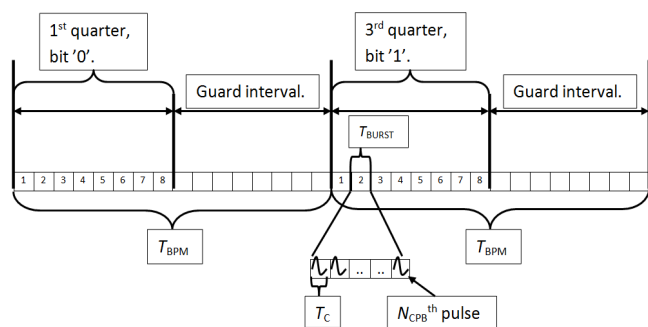 1st quarter,
bit '0'.
3rd quarter,
bit '1'.
Guard interval.
Guard interval.
TBURST
1 2 3 4 5 6 7 8
1 2 3 4 5 6 7 8
TBPM
TBPM
.. ..
TC
NCPBth pulse